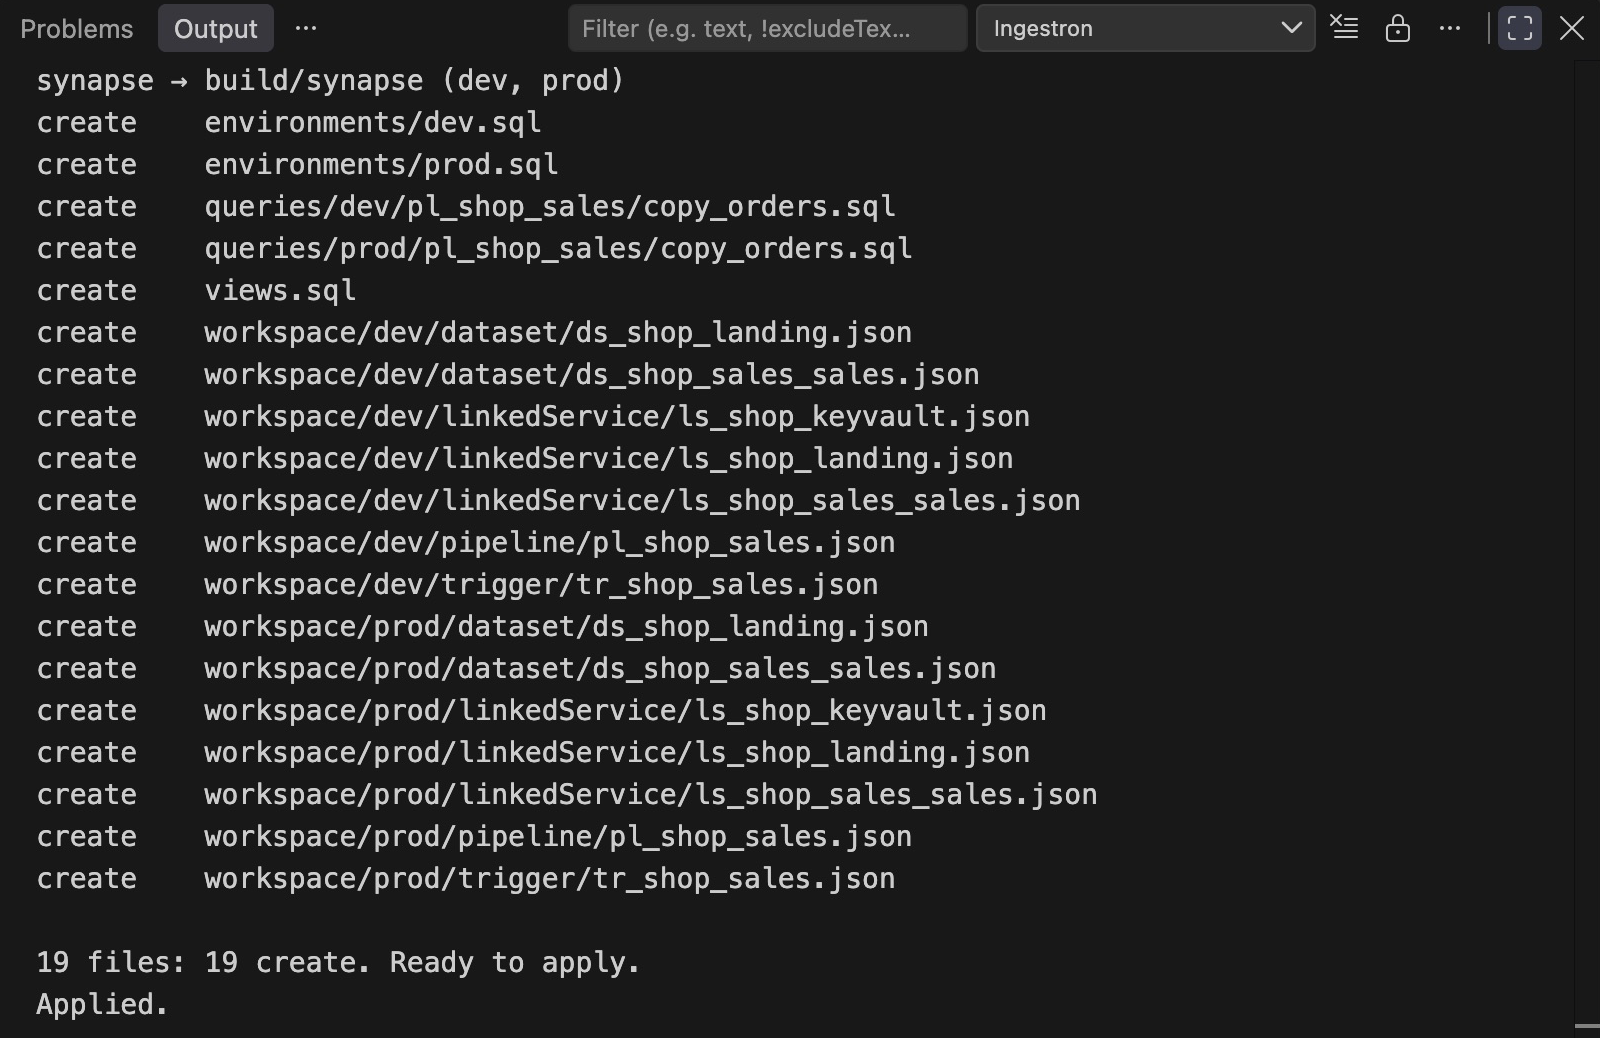 Problems Output ... Filter (e.g. text, !excludeTex... Ingestron
synapse → build/synapse (dev, prod)
create environments/dev.sql
create environments/prod.sql
create queries/dev/pl_shop_sales/copy_orders.sql
create queries/prod/pl_shop_sales/copy_orders.sql
create views.sql
create workspace/dev/dataset/ds_shop_landing.json
create workspace/dev/dataset/ds_shop_sales_sales.json
create workspace/dev/linkedService/ls_shop_keyvault.json
create workspace/dev/linkedService/ls_shop_landing.json
create workspace/dev/linkedService/ls_shop_sales_sales.json
create workspace/dev/pipeline/pl_shop_sales.json
create workspace/dev/trigger/tr_shop_sales.json
create workspace/prod/dataset/ds_shop_landing.json
create workspace/prod/dataset/ds_shop_sales_sales.json
create workspace/prod/linkedService/ls_shop_keyvault.json
create workspace/prod/linkedService/ls_shop_landing.json
create workspace/prod/linkedService/ls_shop_sales_sales.json
create workspace/prod/pipeline/pl_shop_sales.json
create workspace/prod/trigger/tr_shop_sales.json
19 files: 19 create. Ready to apply.
Applied.